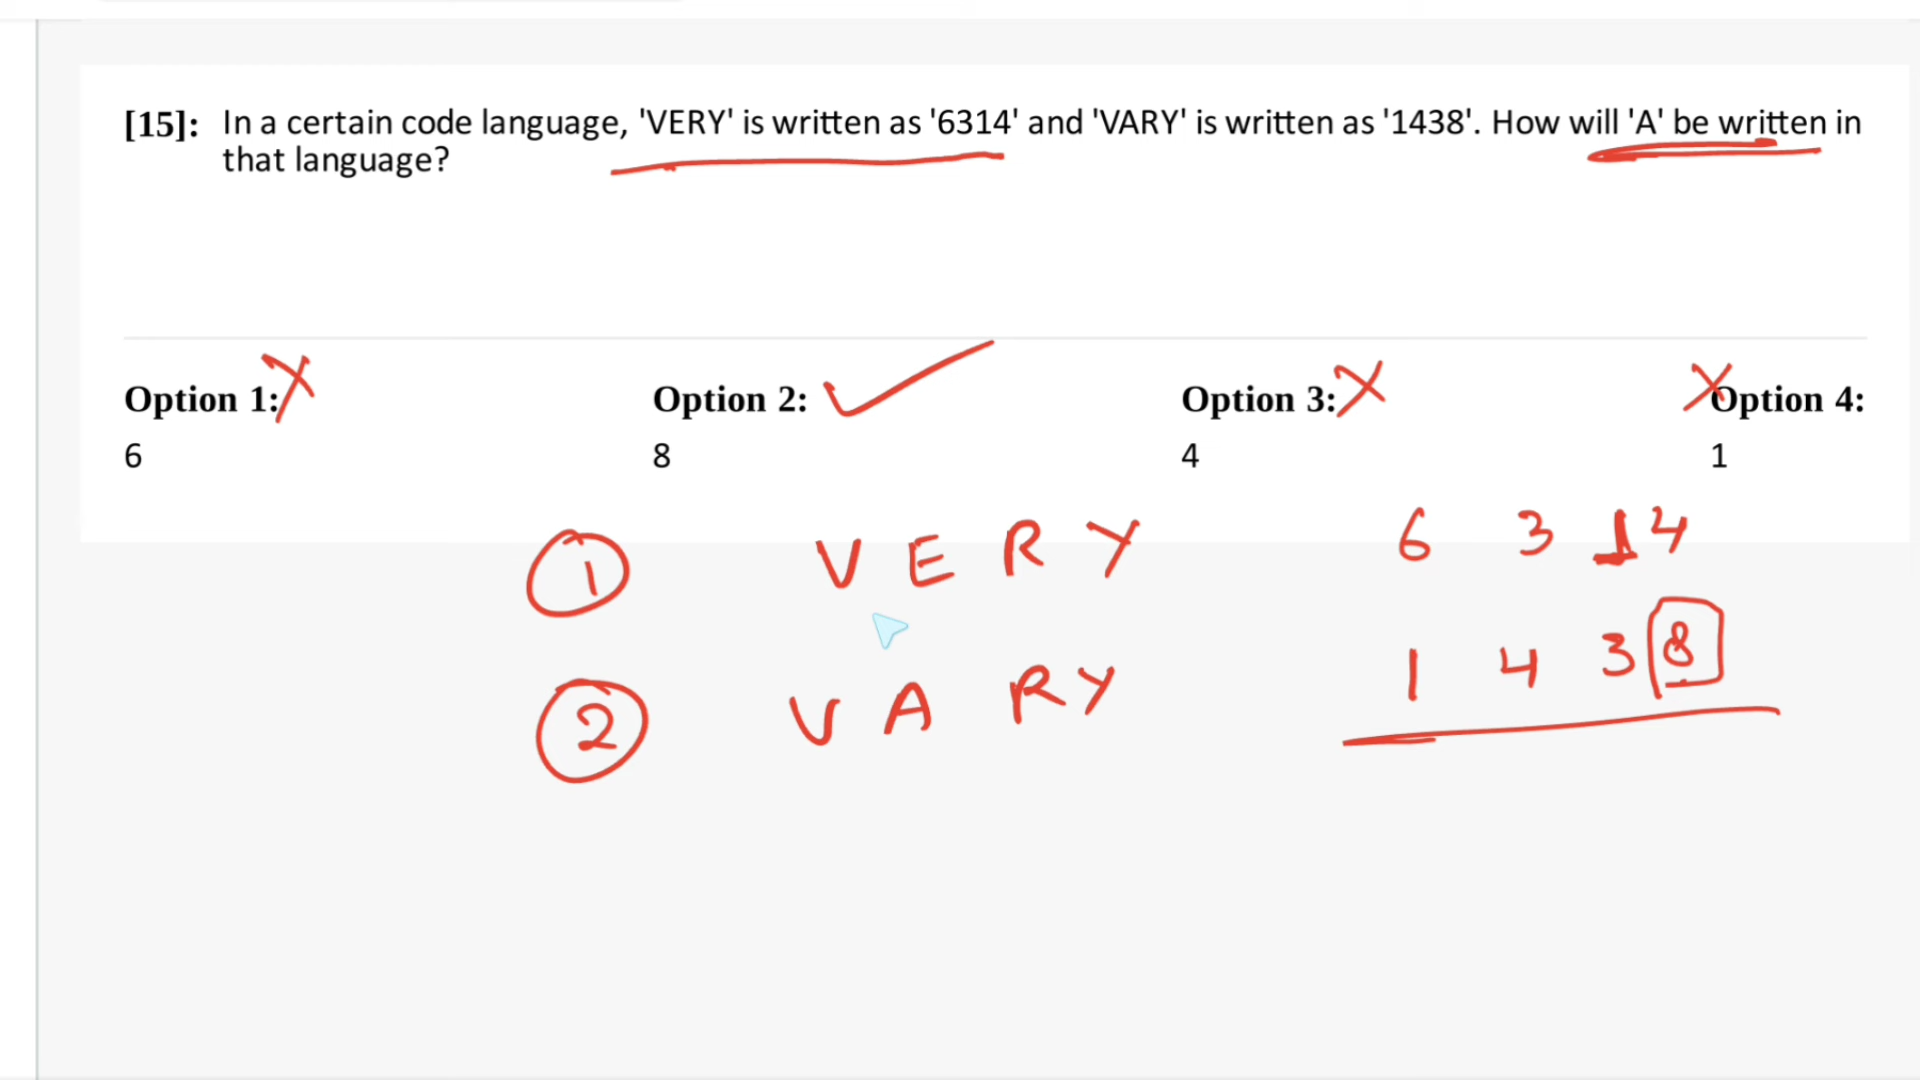 [15]: In a certain code language, 'VERY' is written as '6314' and 'VARY' is written as '1438'. How will 'A' be written in
that language?
Option 1: Option 2: Option 3: Option 4:
6 8 4 1
1 V E R Y 6 3 1 4
2 V A R Y 1 4 3 8